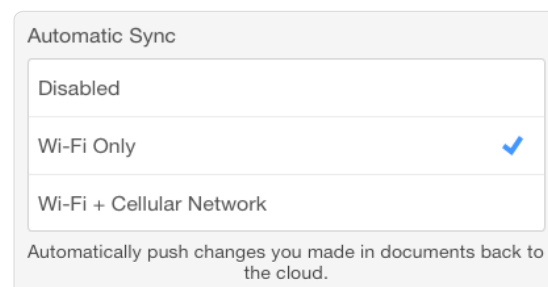 Automatic Sync
Disabled
Wi-Fi Only
Wi-Fi + Cellular Network
Automatically push changes you made in documents back to
the cloud.